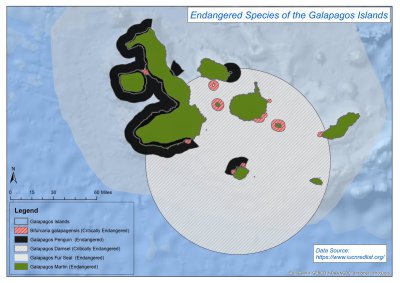 Endangered Species of the Galapagos Islands
N
0 15 30 60 Miles
Legend
Galapagos Islands
Bifurcaria galapagensis (Critically Endangered)
Galapagos Penguin (Endangered)
Galapagos Damsel (Critically Endangered)
Galapagos Fur Seal (Endangered)
Galapagos Martin (Endangered)
Data Source:
https://www.iucnredlist.org/